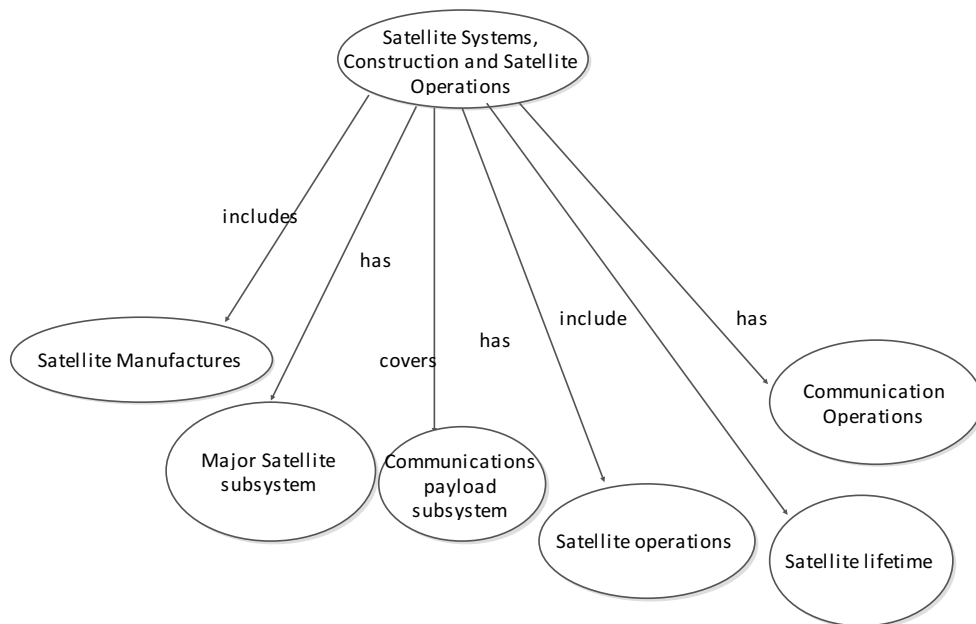 Satellite Systems,
Construction and Satellite
Operations
includes
has
covers
has
include
has
Satellite Manufactures
Major Satellite
subsystem
Communications
payload
subsystem
Satellite operations
Satellite lifetime
Communication
Operations